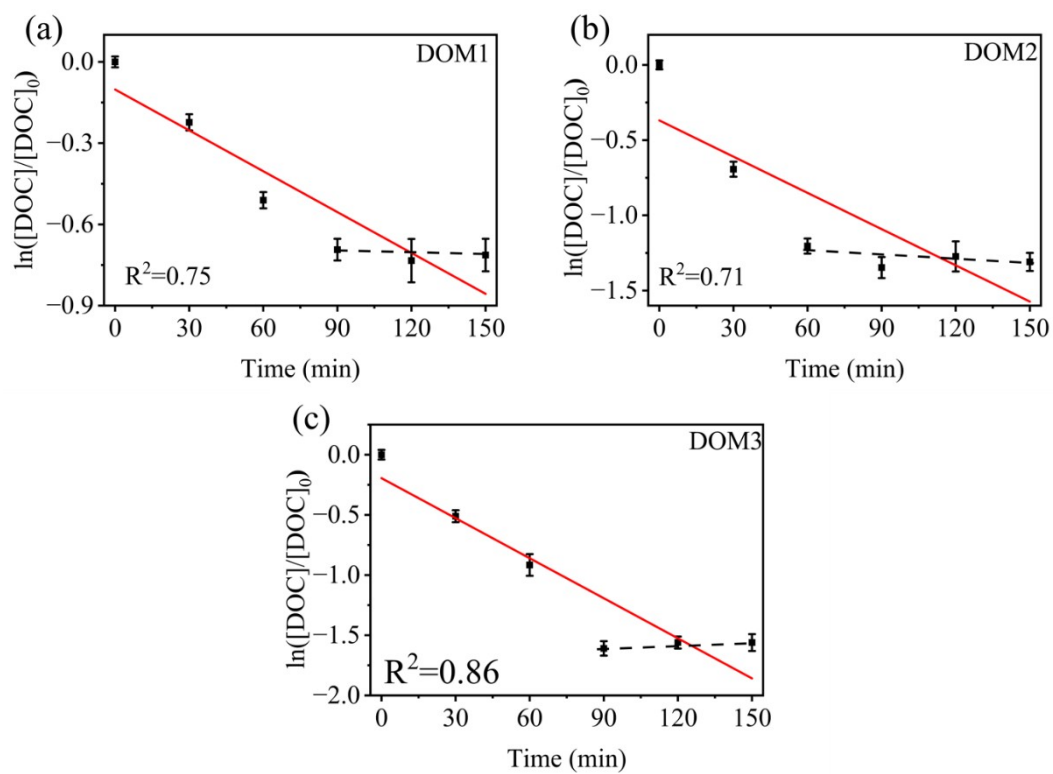 (a)
DOM1
0.0
−0.3
−0.6
−0.9
ln([DOC]/[DOC]₀)
R²=0.75
0 30 60 90 120 150
Time (min)
(b)
DOM2
0.0
−0.5
−1.0
−1.5
ln([DOC]/[DOC]₀)
R²=0.71
0 30 60 90 120 150
Time (min)
(c)
DOM3
0.0
−0.5
−1.0
−1.5
−2.0
ln([DOC]/[DOC]₀)
R²=0.86
0 30 60 90 120 150
Time (min)